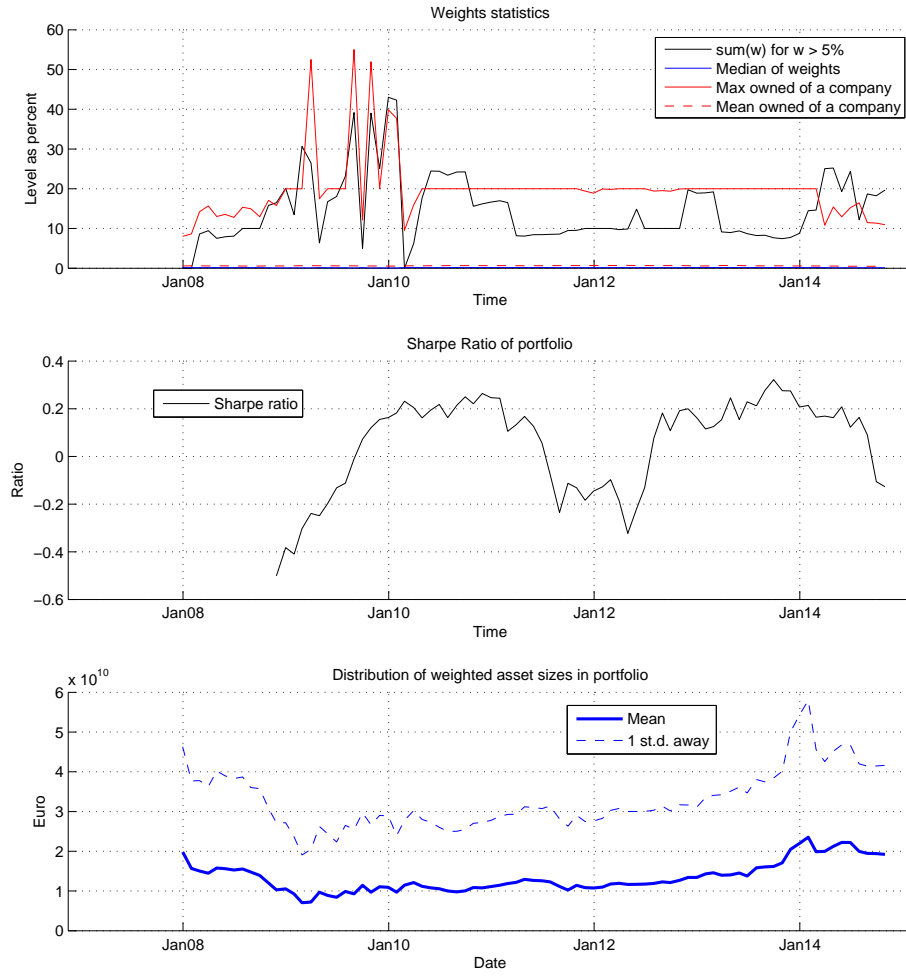 Weights statistics
60
50
40
30
20
10
0
Level as percent
sum(w) for w > 5%
Median of weights
Max owned of a company
Mean owned of a company
Jan08 Jan10 Jan12 Jan14
Time
Sharpe Ratio of portfolio
0.4
0.2
0
−0.2
−0.4
−0.6
Ratio
Sharpe ratio
Jan08 Jan10 Jan12 Jan14
Time
Distribution of weighted asset sizes in portfolio
x 10^10
6
5
4
3
2
1
0
Euro
Mean
1 st.d. away
Jan08 Jan10 Jan12 Jan14
Date